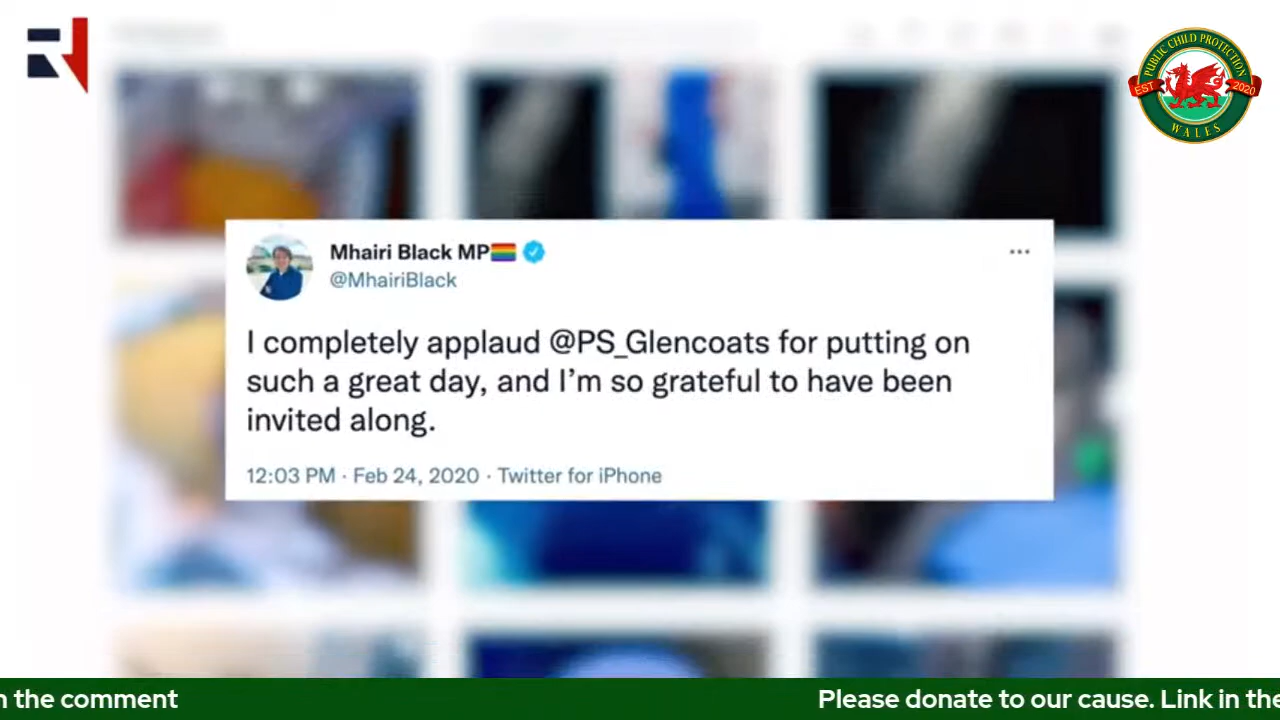 PUBLIC CHILD PROTECTION
EST
2020
WALES
Mhairi Black MP
@MhairiBlack
I completely applaud @PS_Glencoats for putting on
such a great day, and I'm so grateful to have been
invited along.
12:03 PM · Feb 24, 2020 · Twitter for iPhone
n the comment
Please donate to our cause. Link in the